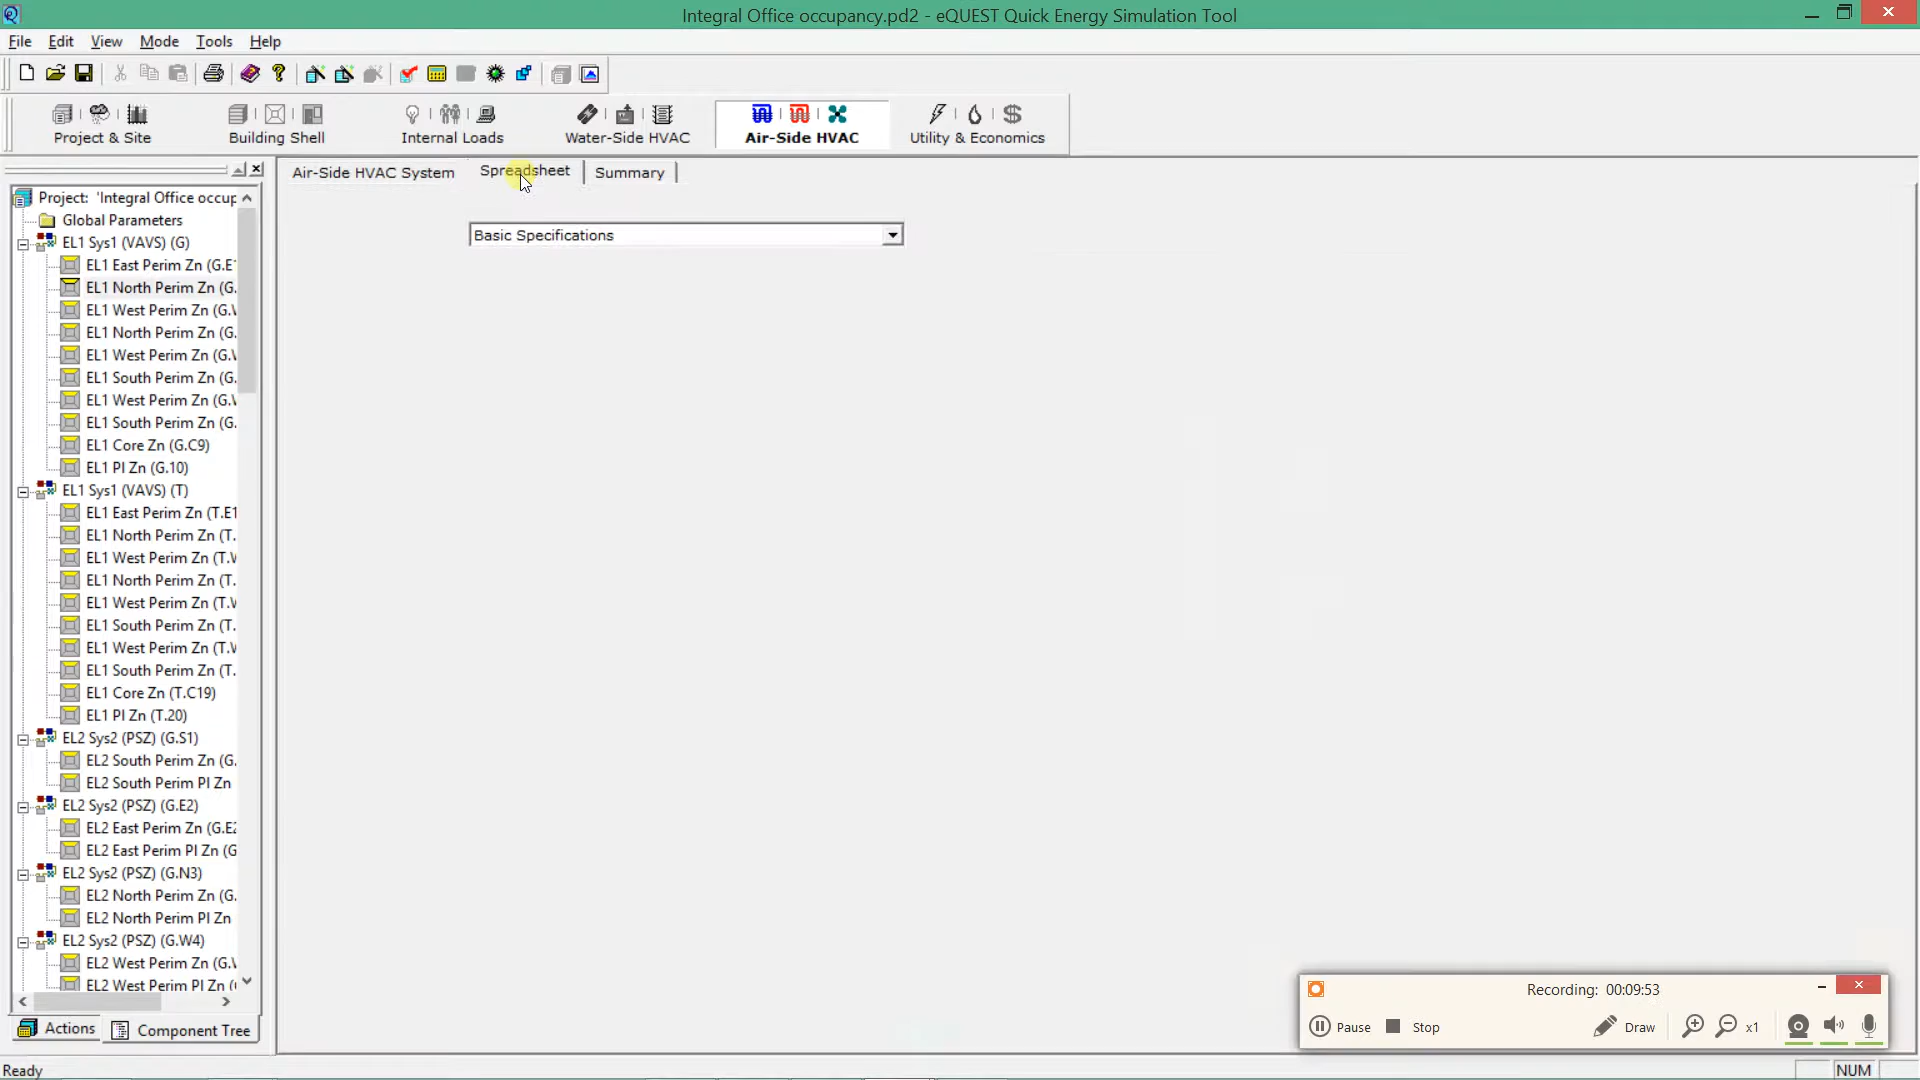 Integral Office occupancy.pd2 - eQUEST Quick Energy Simulation Tool
File Edit View Mode Tools Help
Project & Site Building Shell Internal Loads Water-Side HVAC Air-Side HVAC Utility & Economics
Air-Side HVAC System Spreadsheet Summary
Basic Specifications
Project: 'Integral Office occup
Global Parameters
EL1 Sys1 (VAVS) (G)
EL1 East Perim Zn (G.E1
EL1 North Perim Zn (G.
EL1 West Perim Zn (G.W
EL1 North Perim Zn (G.
EL1 West Perim Zn (G.W
EL1 South Perim Zn (G.
EL1 West Perim Zn (G.W
EL1 South Perim Zn (G.
EL1 Core Zn (G.C9)
EL1 Pl Zn (G.10)
EL1 Sys1 (VAVS) (T)
EL1 East Perim Zn (T.E1
EL1 North Perim Zn (T.
EL1 West Perim Zn (T.W
EL1 North Perim Zn (T.
EL1 West Perim Zn (T.W
EL1 South Perim Zn (T.
EL1 West Perim Zn (T.W
EL1 South Perim Zn (T.
EL1 Core Zn (T.C19)
EL1 Pl Zn (T.20)
EL2 Sys2 (PSZ) (G.S1)
EL2 South Perim Zn (G.
EL2 South Perim Pl Zn
EL2 Sys2 (PSZ) (G.E2)
EL2 East Perim Zn (G.E2
EL2 East Perim Pl Zn (G
EL2 Sys2 (PSZ) (G.N3)
EL2 North Perim Zn (G.
EL2 North Perim Pl Zn
EL2 Sys2 (PSZ) (G.W4)
EL2 West Perim Zn (G.W
EL2 West Perim Pl Zn (
Actions Component Tree
Recording: 00:09:53
Pause Stop Draw x1
Ready NUM